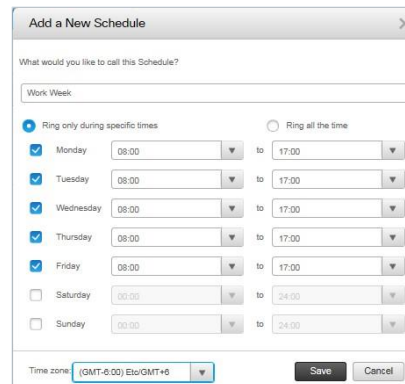 Add a New Schedule
What would you like to call this Schedule?
Work Week
Ring only during specific times Ring all the time
Monday 08:00 to 17:00
Tuesday 08:00 to 17:00
Wednesday 08:00 to 17:00
Thursday 08:00 to 17:00
Friday 08:00 to 17:00
Saturday 00:00 to 24:00
Sunday 00:00 to 24:00
Time zone: (GMT-6:00) Etc/GMT+6 Save Cancel